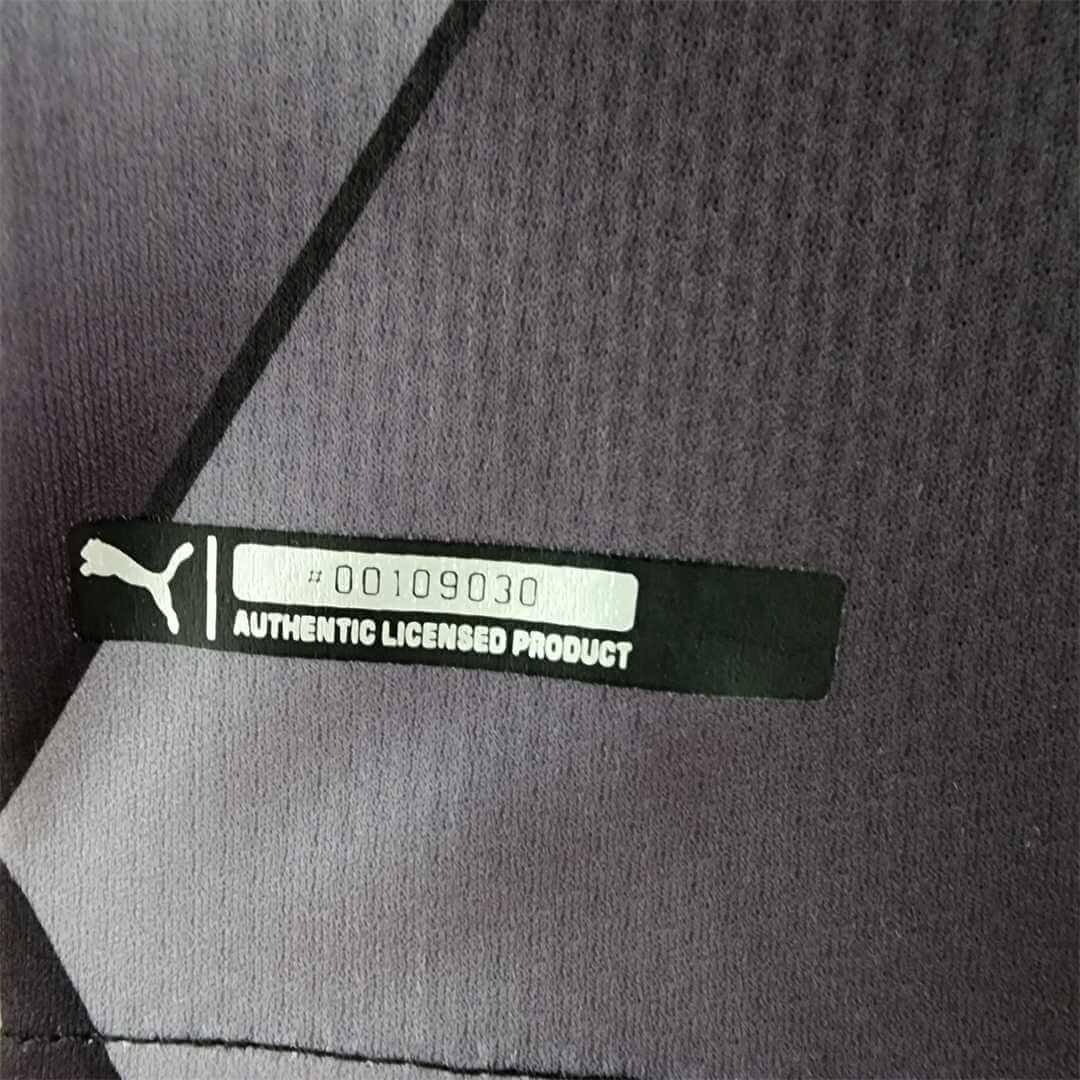 #00109030
AUTHENTIC LICENSED PRODUCT